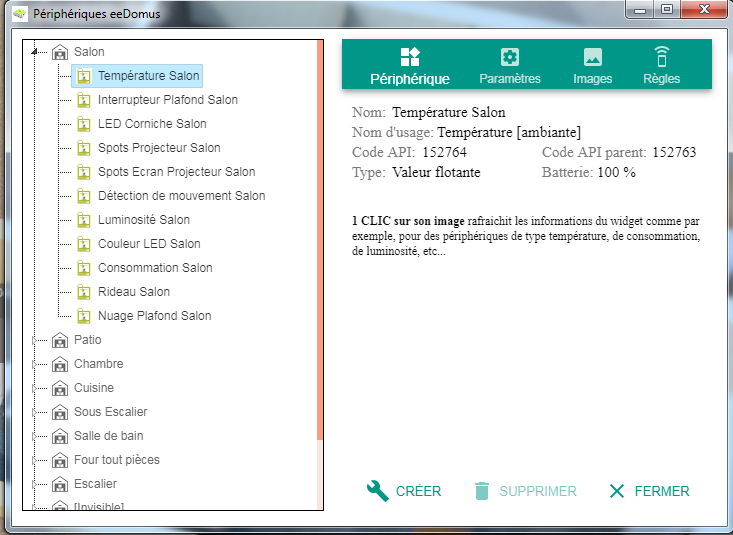 Périphériques eeDomus
Salon
Température Salon
Interrupteur Plafond Salon
LED Corniche Salon
Spots Projecteur Salon
Spots Ecran Projecteur Salon
Détection de mouvement Salon
Luminosité Salon
Couleur LED Salon
Consommation Salon
Rideau Salon
Nuage Plafond Salon
Patio
Chambre
Cuisine
Sous Escalier
Salle de bain
Four tout pièces
Escalier
[Invisible]
Périphérique Paramètres Images Règles
Nom: Température Salon
Nom d'usage: Température [ambiante]
Code API: 152764 Code API parent: 152763
Type: Valeur flotante Batterie: 100 %
1 CLIC sur son image rafraichit les informations du widget comme par
exemple, pour des périphériques de type température, de consommation,
de luminosité, etc...
CRÉER SUPPRIMER FERMER